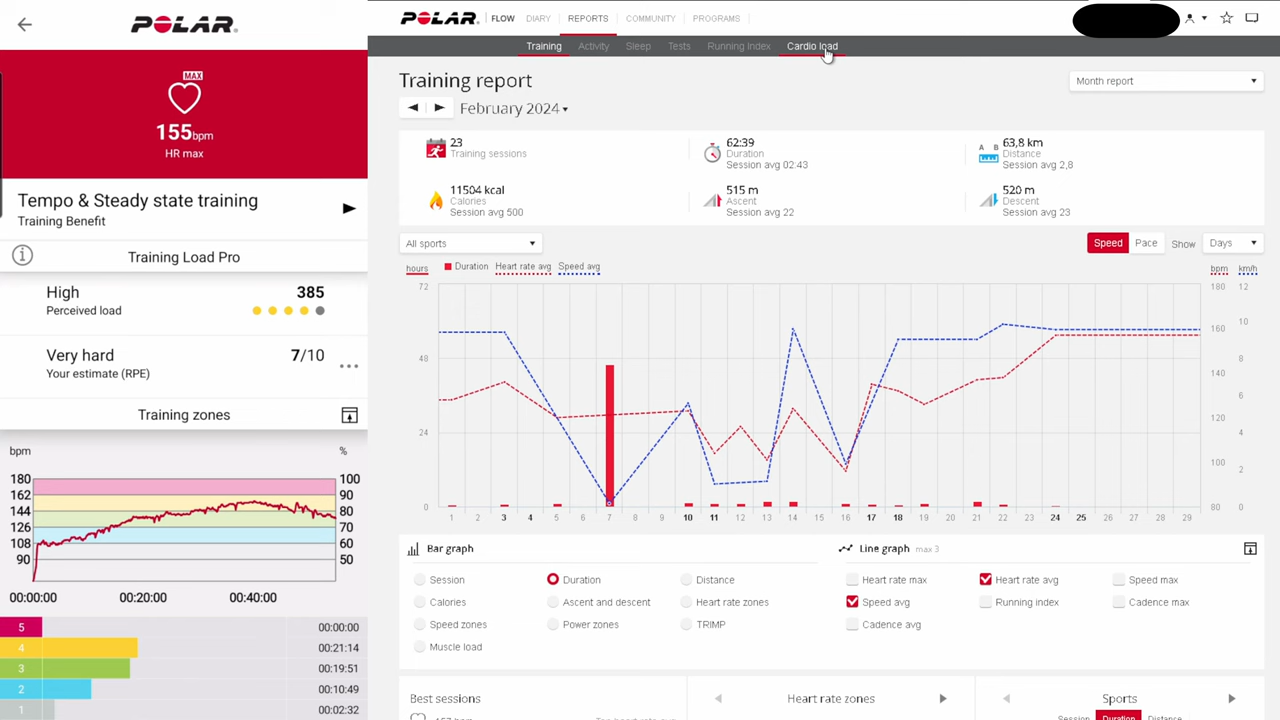 POLAR
MAX
155bpm
HR max
Tempo & Steady state training
Training Benefit
Training Load Pro
High 385
Perceived load
Very hard 7/10
Your estimate (RPE)
Training zones
bpm %
180 100
162 90
144 80
126 70
108 60
90 50
00:00:00 00:20:00 00:40:00
5 00:00:00
4 00:21:14
3 00:19:51
2 00:10:49
1 00:02:32
POLAR FLOW DIARY REPORTS COMMUNITY PROGRAMS
Training Activity Sleep Tests Running Index Cardio load
Training report
Month report
February 2024
23
Training sessions
62:39
Duration
Session avg 02:43
A B
63,8 km
Distance
Session avg 2,8
11504 kcal
Calories
Session avg 500
515 m
Ascent
Session avg 22
520 m
Descent
Session avg 23
All sports
Speed Pace Show Days
hours Duration Heart rate avg Speed avg bpm km/h
72 180 12
160 10
48 8
140
6
120
24 4
100
2
0 80 0
1 2 3 4 5 6 7 8 9 10 11 12 13 14 15 16 17 18 19 20 21 22 23 24 25 26 27 28 29
Bar graph
Session Duration Distance
Calories Ascent and descent Heart rate zones
Speed zones Power zones TRIMP
Muscle load
Line graph max 3
Heart rate max Heart rate avg Speed max
Speed avg Running index Cadence max
Cadence avg
Best sessions
Heart rate zones
Sports
Session Duration Distance